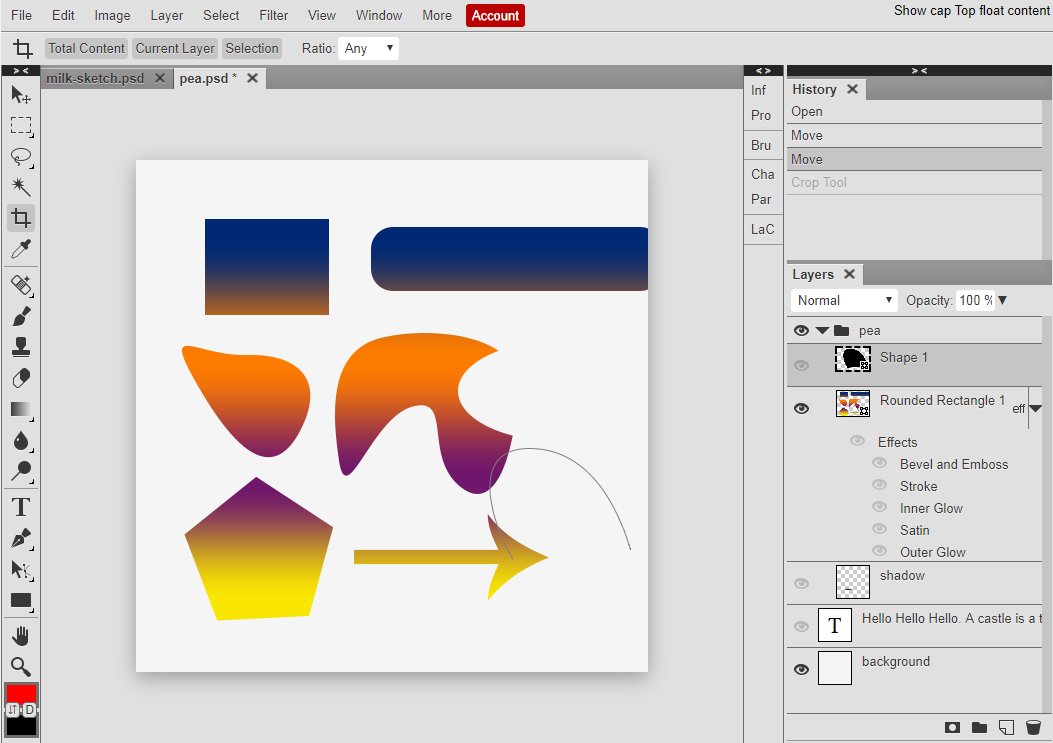 File Edit Image Layer Select Filter View Window More Account Show cap Top float content
Total Content Current Layer Selection Ratio: Any
milk-sketch.psd pea.psd *
Inf
Pro
Bru
Cha
Par
LaC
History
Open
Move
Move
Crop Tool
Layers
Normal Opacity: 100 %
pea
Shape 1
Rounded Rectangle 1
eff
Effects
Bevel and Emboss
Stroke
Inner Glow
Satin
Outer Glow
shadow
T Hello Hello Hello. A castle is a t
background
T
D